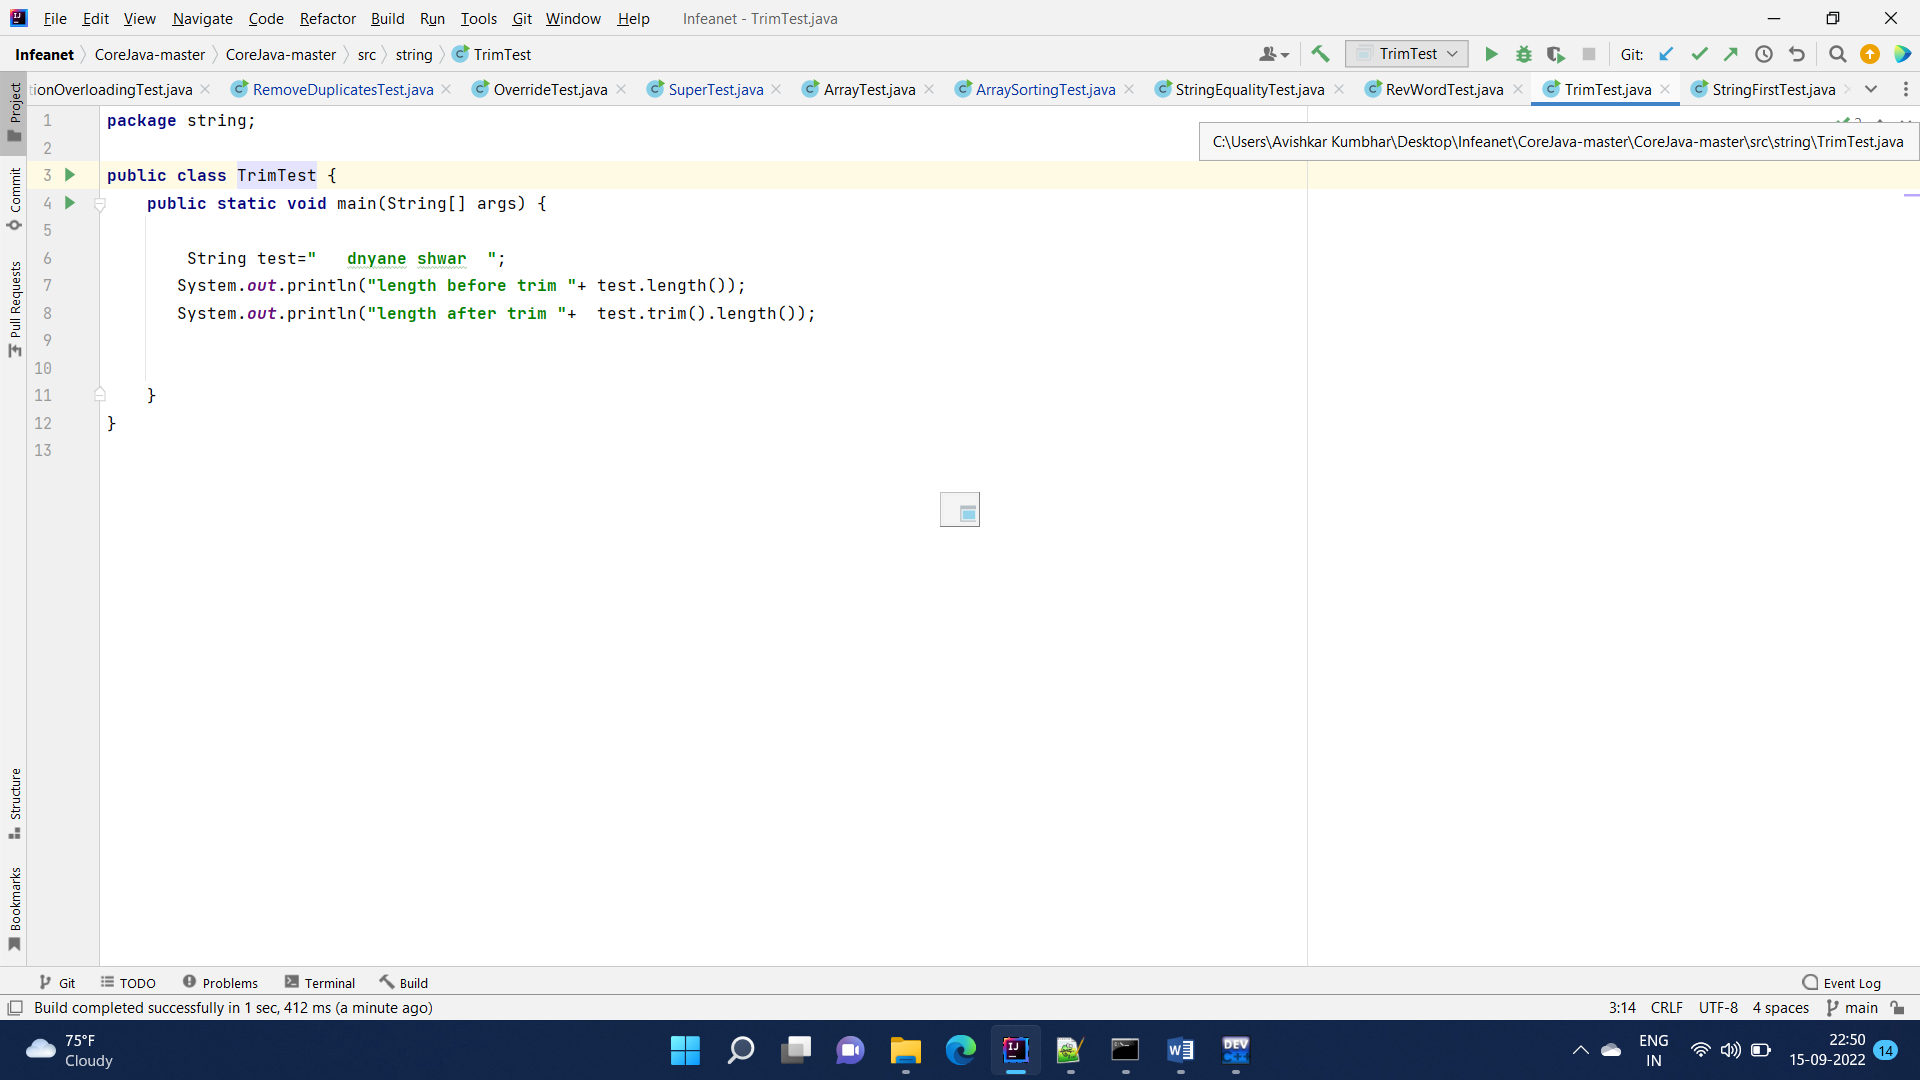 File Edit View Navigate Code Refactor Build Run Tools Git Window Help Infeanet - TrimTest.java
Infeanet CoreJava-master CoreJava-master src string TrimTest TrimTest Git:
tionOverloadingTest.java RemoveDuplicatesTest.java OverrideTest.java SuperTest.java ArrayTest.java ArraySortingTest.java StringEqualityTest.java RevWordTest.java TrimTest.java StringFirstTest.java
C:\Users\Avishkar Kumbhar\Desktop\Infeanet\CoreJava-master\CoreJava-master\src\string\TrimTest.java
Project
Commit
Pull Requests
Structure
Bookmarks
1 package string;
2
3 public class TrimTest {
4     public static void main(String[] args) {
5
6         String test="   dnyane shwar  ";
7        System.out.println("length before trim "+ test.length());
8        System.out.println("length after trim "+  test.trim().length());
9
10
11     }
12 }
13
Git TODO Problems Terminal Build Event Log
Build completed successfully in 1 sec, 412 ms (a minute ago) 3:14 CRLF UTF-8 4 spaces main
75°F
Cloudy
IJ
W
DEV
C++
ENG
IN
22:50
15-09-2022
14